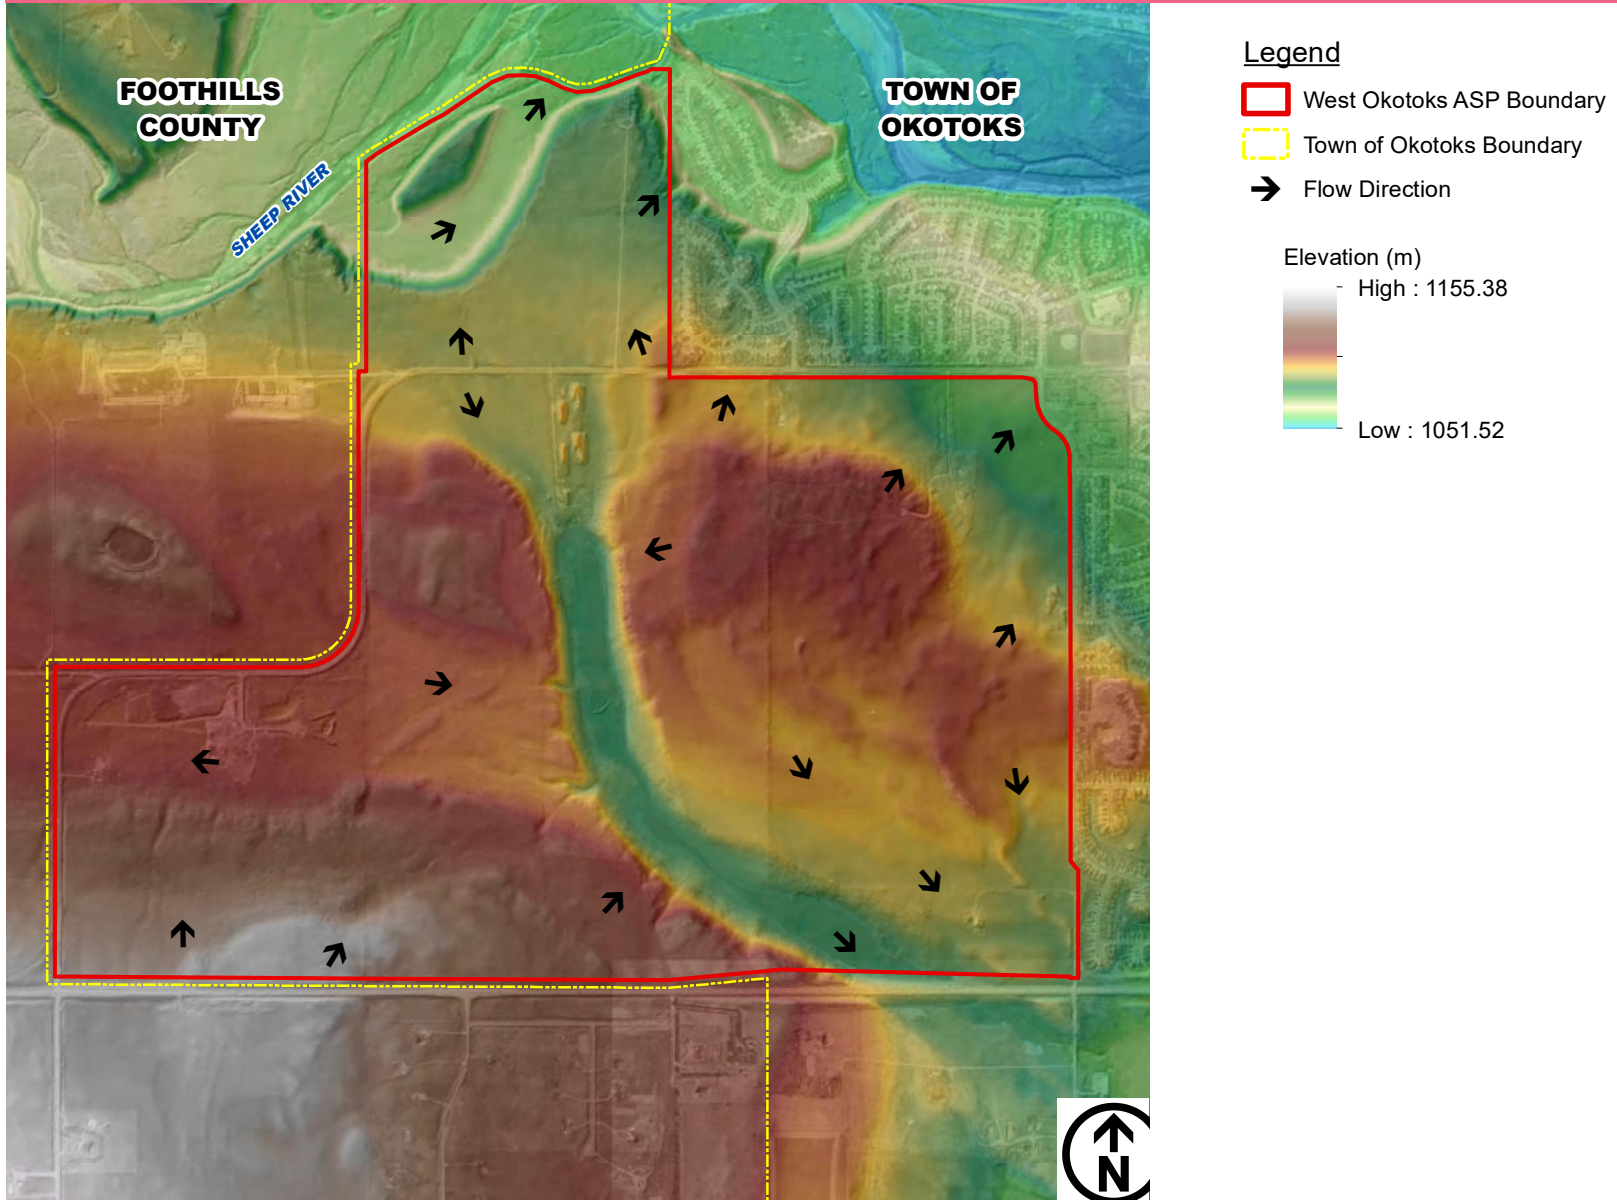 FOOTHILLS
COUNTY
SHEEP RIVER
TOWN OF
OKOTOKS
N
Legend
West Okotoks ASP Boundary
Town of Okotoks Boundary
Flow Direction
Elevation (m)
High : 1155.38
Low : 1051.52